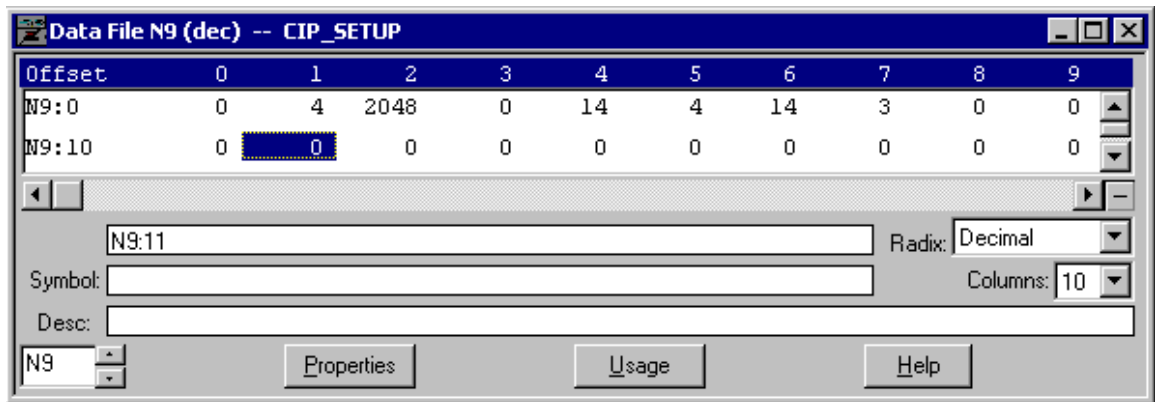 Data File N9 (dec) -- CIP_SETUP
Offset 0 1 2 3 4 5 6 7 8 9
N9:0 0 4 2048 0 14 4 14 3 0 0
N9:10 0 0 0 0 0 0 0 0 0 0
N9:11
Radix: Decimal
Symbol:
Columns: 10
Desc:
N9 Properties Usage Help